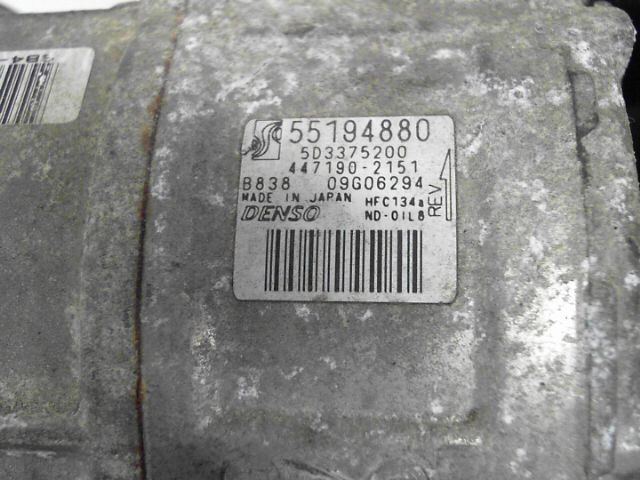 55194880
5D3375200
447190-2151
B838 09G06294
MADE IN JAPAN HFC134a
DENSO ND-OIL8
REV